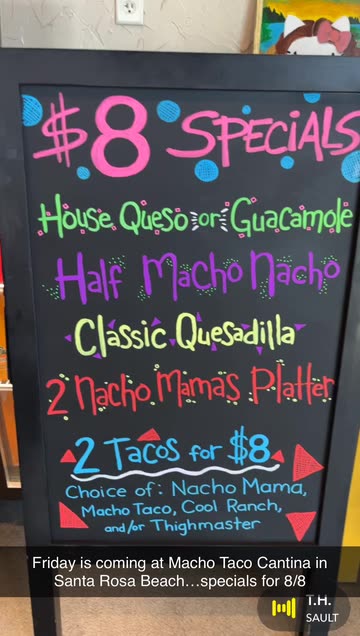 $8 SPECIALS
House Queso or Guacamole
Half Macho Nacho
Classic Quesadilla
2 Nacho Mamas Platter
2 Tacos for $8
Choice of: Nacho Mama,
Macho Taco, Cool Ranch,
and/or Thighmaster
Friday is coming at Macho Taco Cantina in
Santa Rosa Beach...specials for 8/8
T.H.
SAULT